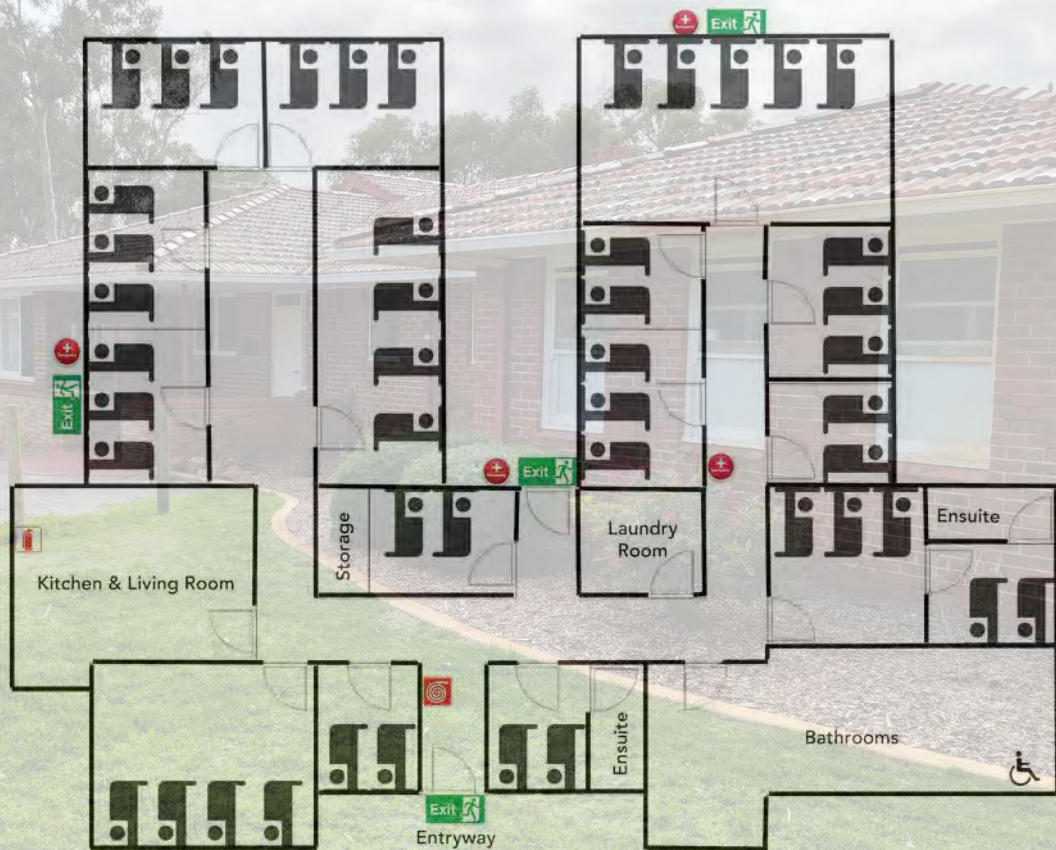 Exit
Exit
Exit
Storage
Laundry
Room
Ensuite
Kitchen & Living Room
Ensuite
Bathrooms
Exit
Entryway